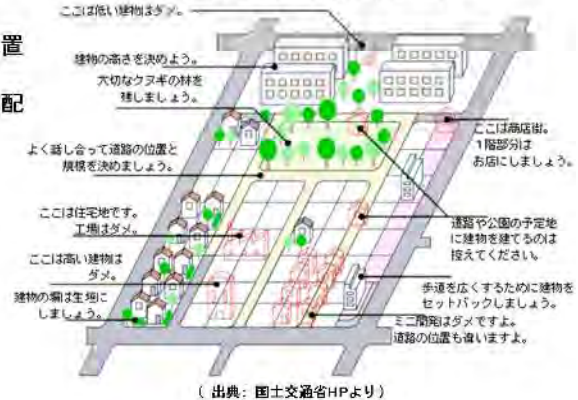 ここは低い建物はダメ。
置
建物の高さを決めよう。
大切なクヌギの林を
残しましょう。
配
ここは商店街。
1階部分は
お店にしましょう。
よく話し合って道路の位置と
規模を決めましょう。
ここは住宅地です。
工場はダメ。
道路や公園の予定地
に建物を建てるのは
控えてください。
ここは高い建物は
ダメ。
建物の塀は生垣に
しましょう。
歩道を広くするために建物を
セットバックしましょう。
ミニ開発はダメですよ。
道路の位置も違いますよ。
( 出典: 国土交通省HPより )